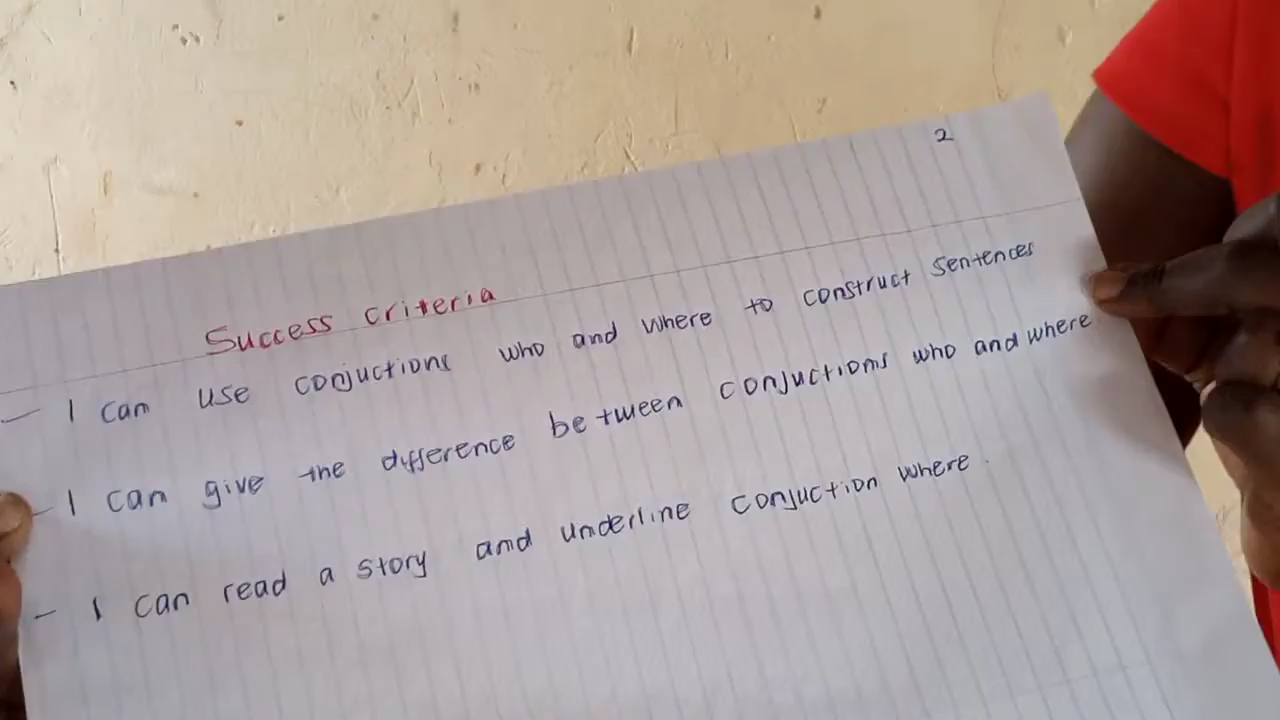 2
Success criteria
- I can use conjuctions who and where to construct sentences
- I can give the difference between conjuctions who and where
- I can read a story and underline conjuction where.